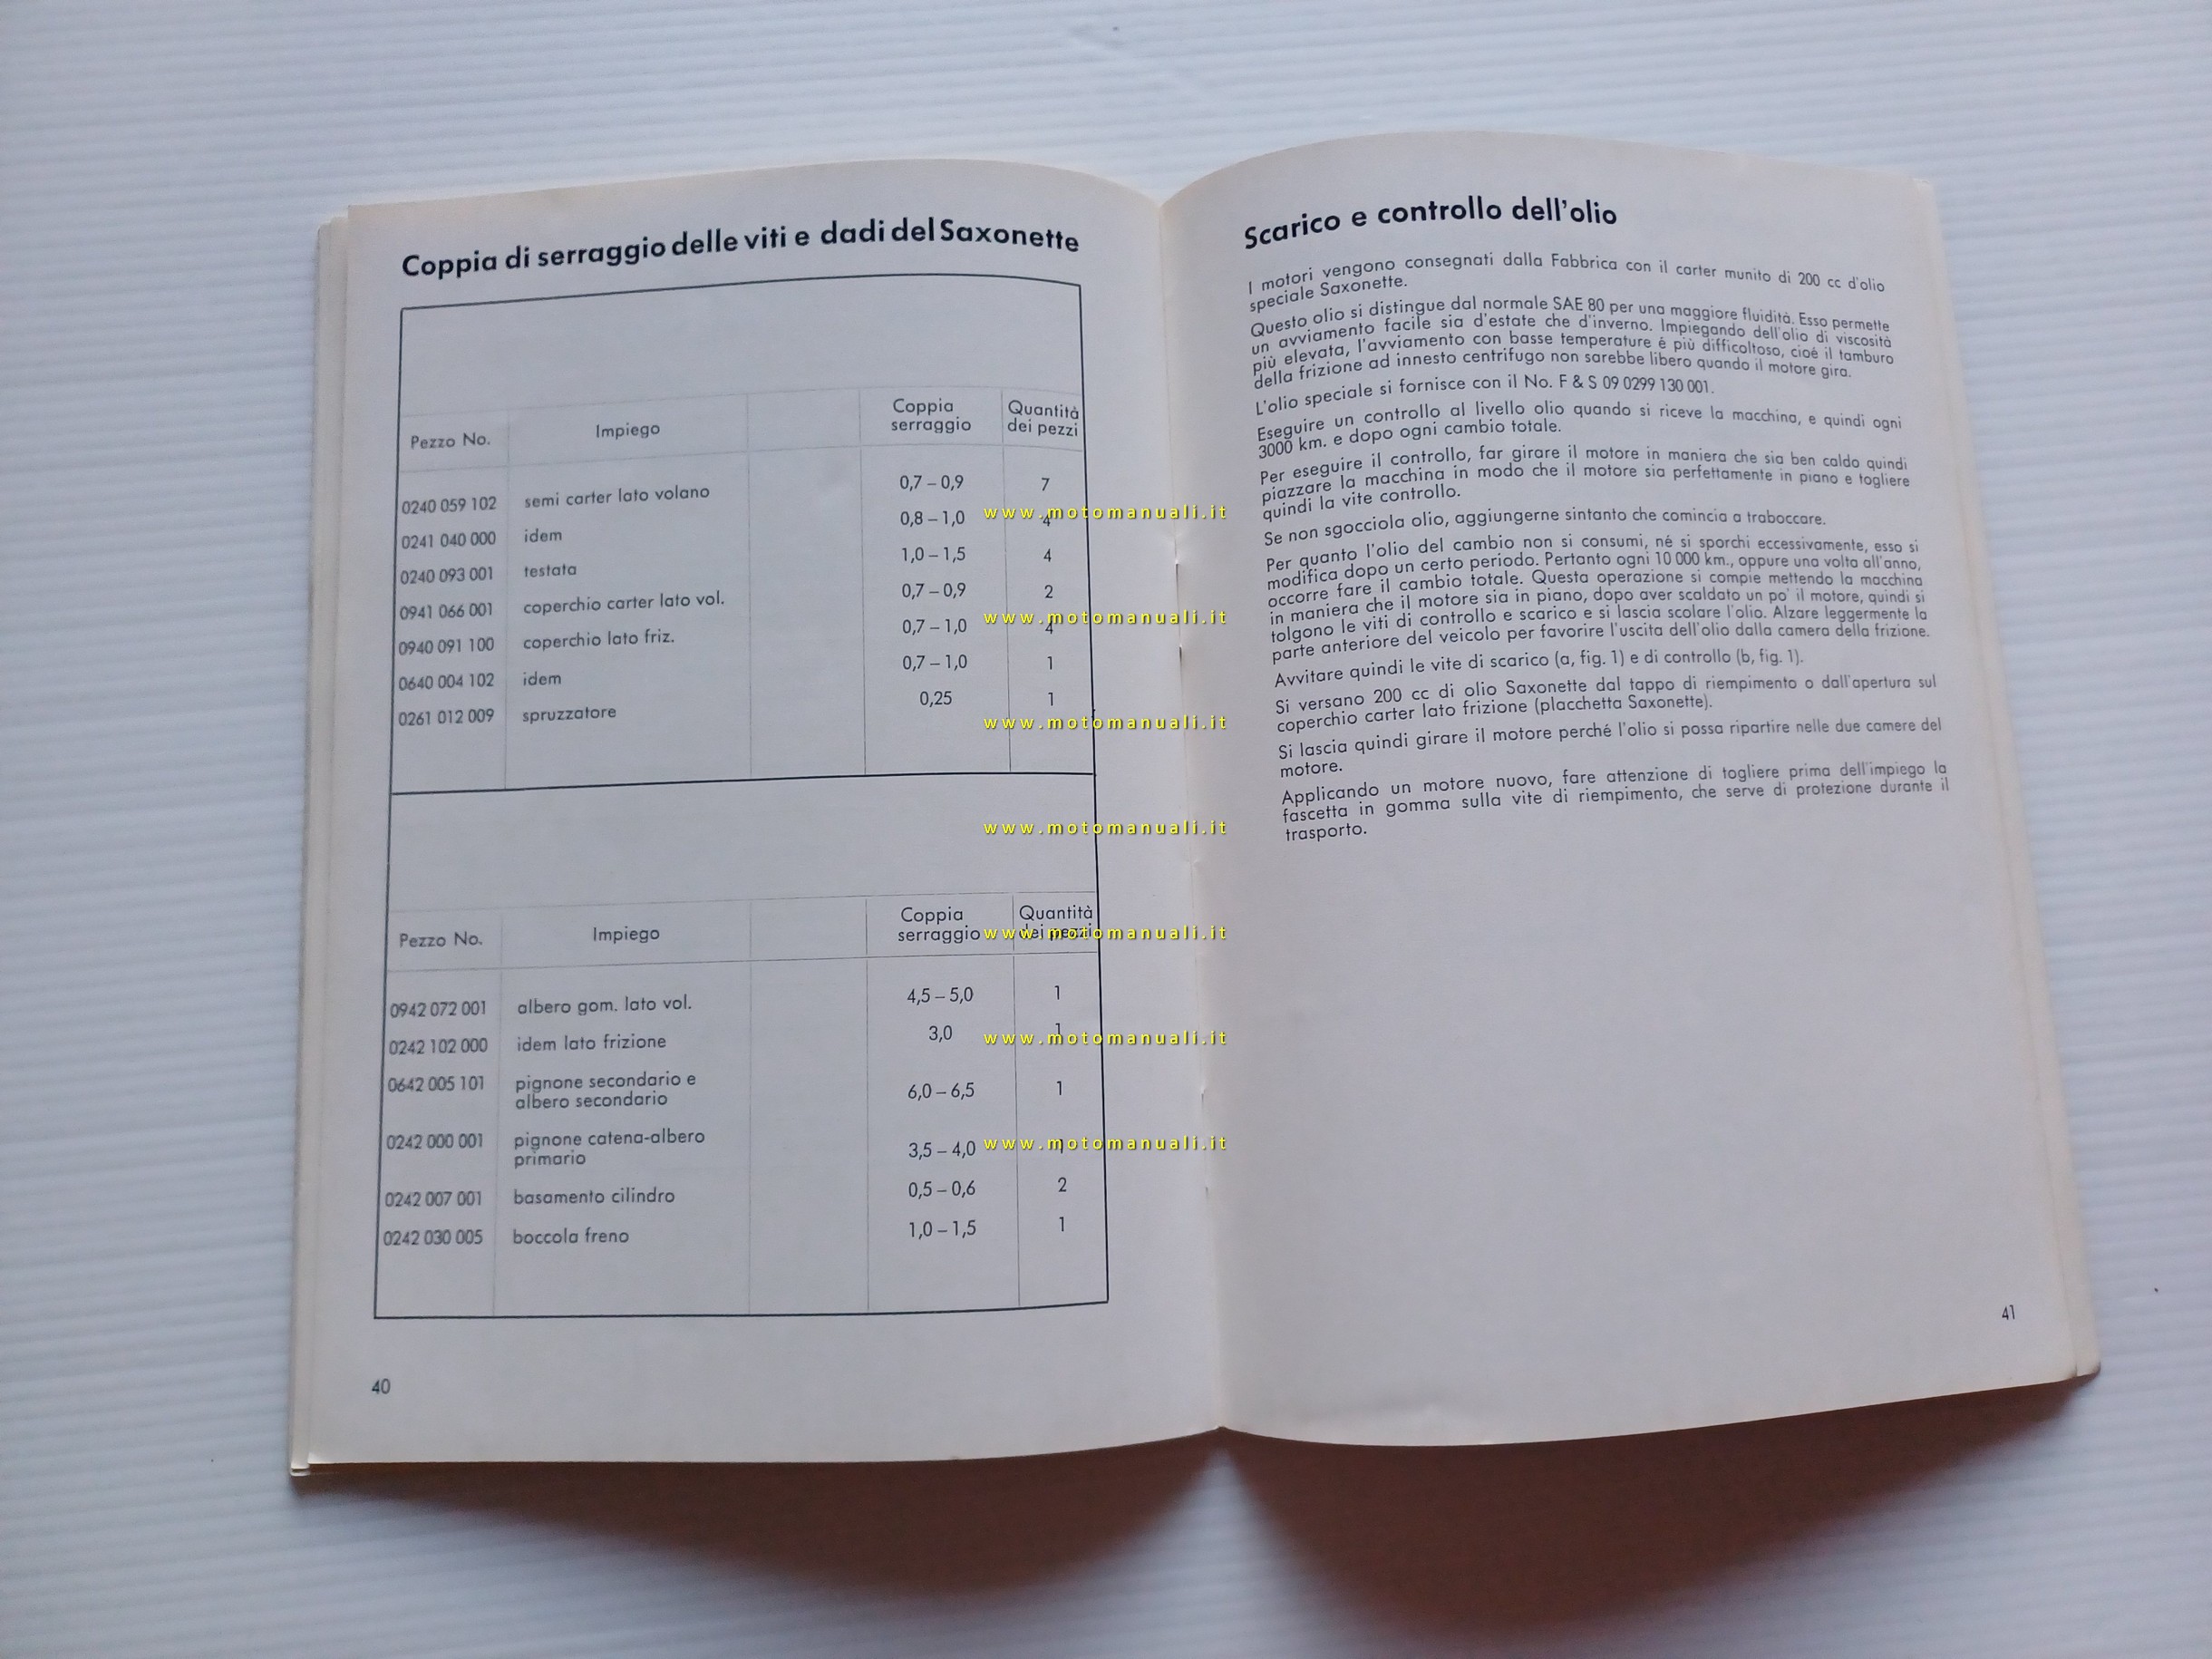 Coppia di serraggio delle viti e dadi del Saxonette
Pezzo No. Impiego Coppia serraggio Quantità dei pezzi
0240 059 102 semi carter lato volano 0,7 – 0,9 7
0241 040 000 idem 0,8 – 1,0 4
0240 093 001 testata 1,0 – 1,5 4
0941 066 001 coperchio carter lato vol. 0,7 – 0,9 2
0940 091 100 coperchio lato friz. 0,7 – 1,0 4
0640 004 102 idem 0,7 – 1,0 1
0261 012 009 spruzzatore 0,25 1
Pezzo No. Impiego Coppia serraggio Quantità dei pezzi
0942 072 001 albero gom. lato vol. 4,5 – 5,0 1
0242 102 000 idem lato frizione 3,0 1
0642 005 101 pignone secondario e 6,0 – 6,5 1
albero secondario
0242 000 001 pignone catena-albero 3,5 – 4,0 1
primario
0242 007 001 basamento cilindro 0,5 – 0,6 2
0242 030 005 boccola freno 1,0 – 1,5 1
40
Scarico e controllo dell'olio
I motori vengono consegnati dalla Fabbrica con il carter munito di 200 cc d'olio
speciale Saxonette.
Questo olio si distingue dal normale SAE 80 per una maggiore fluidità. Esso permette
un avviamento facile sia d'estate che d'inverno. Impiegando dell'olio di viscosità
più elevata, l'avviamento con basse temperature é più difficoltoso, cioé il tamburo
della frizione ad innesto centrifugo non sarebbe libero quando il motore gira.
L'olio speciale si fornisce con il No. F & S 09 0299 130 001.
Eseguire un controllo al livello olio quando si riceve la macchina, e quindi ogni
3000 km. e dopo ogni cambio totale.
Per eseguire il controllo, far girare il motore in maniera che sia ben caldo quindi
piazzare la macchina in modo che il motore sia perfettamente in piano e togliere
quindi la vite controllo.
Se non sgocciola olio, aggiungerne sintanto che comincia a traboccare.
Per quanto l'olio del cambio non si consumi, né si sporchi eccessivamente, esso si
modifica dopo un certo periodo. Pertanto ogni 10 000 km., oppure una volta all'anno,
occorre fare il cambio totale. Questa operazione si compie mettendo la macchina
in maniera che il motore sia in piano, dopo aver scaldato un po' il motore, quindi si
tolgono le viti di controllo e scarico e si lascia scolare l'olio. Alzare leggermente la
parte anteriore del veicolo per favorire l'uscita dell'olio dalla camera della frizione.
Avvitare quindi le vite di scarico (a, fig. 1) e di controllo (b, fig. 1).
Si versano 200 cc di olio Saxonette dal tappo di riempimento o dall'apertura sul
coperchio carter lato frizione (placchetta Saxonette).
Si lascia quindi girare il motore perché l'olio si possa ripartire nelle due camere del
motore.
Applicando un motore nuovo, fare attenzione di togliere prima dell'impiego la
fascetta in gomma sulla vite di riempimento, che serve di protezione durante il
trasporto.
41
www.motomanuali.it
www.motomanuali.it
www.motomanuali.it
www.motomanuali.it
www.motomanuali.it
www.motomanuali.it
www.motomanuali.it